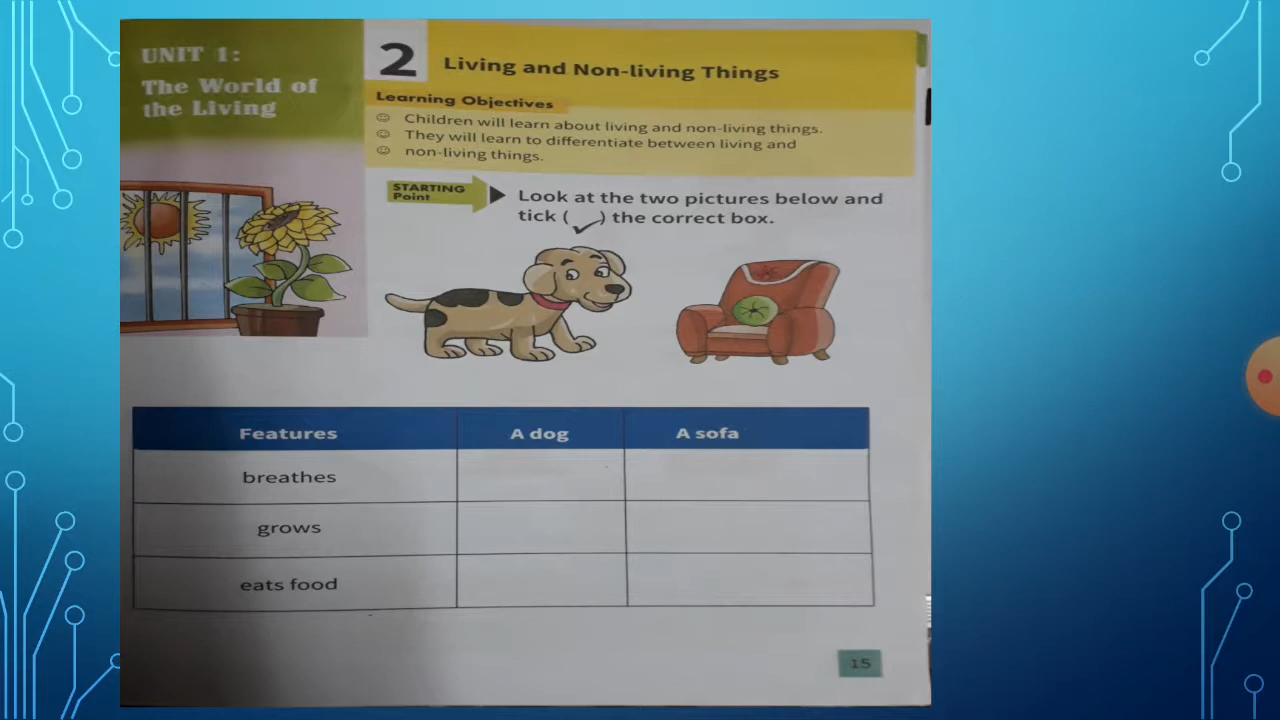 UNIT 1:
The World of
the Living
2
Living and Non-living Things
Learning Objectives
Children will learn about living and non-living things.
They will learn to differentiate between living and
non-living things.
STARTING
Point
Look at the two pictures below and
tick (✓) the correct box.
Features A dog A sofa
breathes
grows
eats food
15